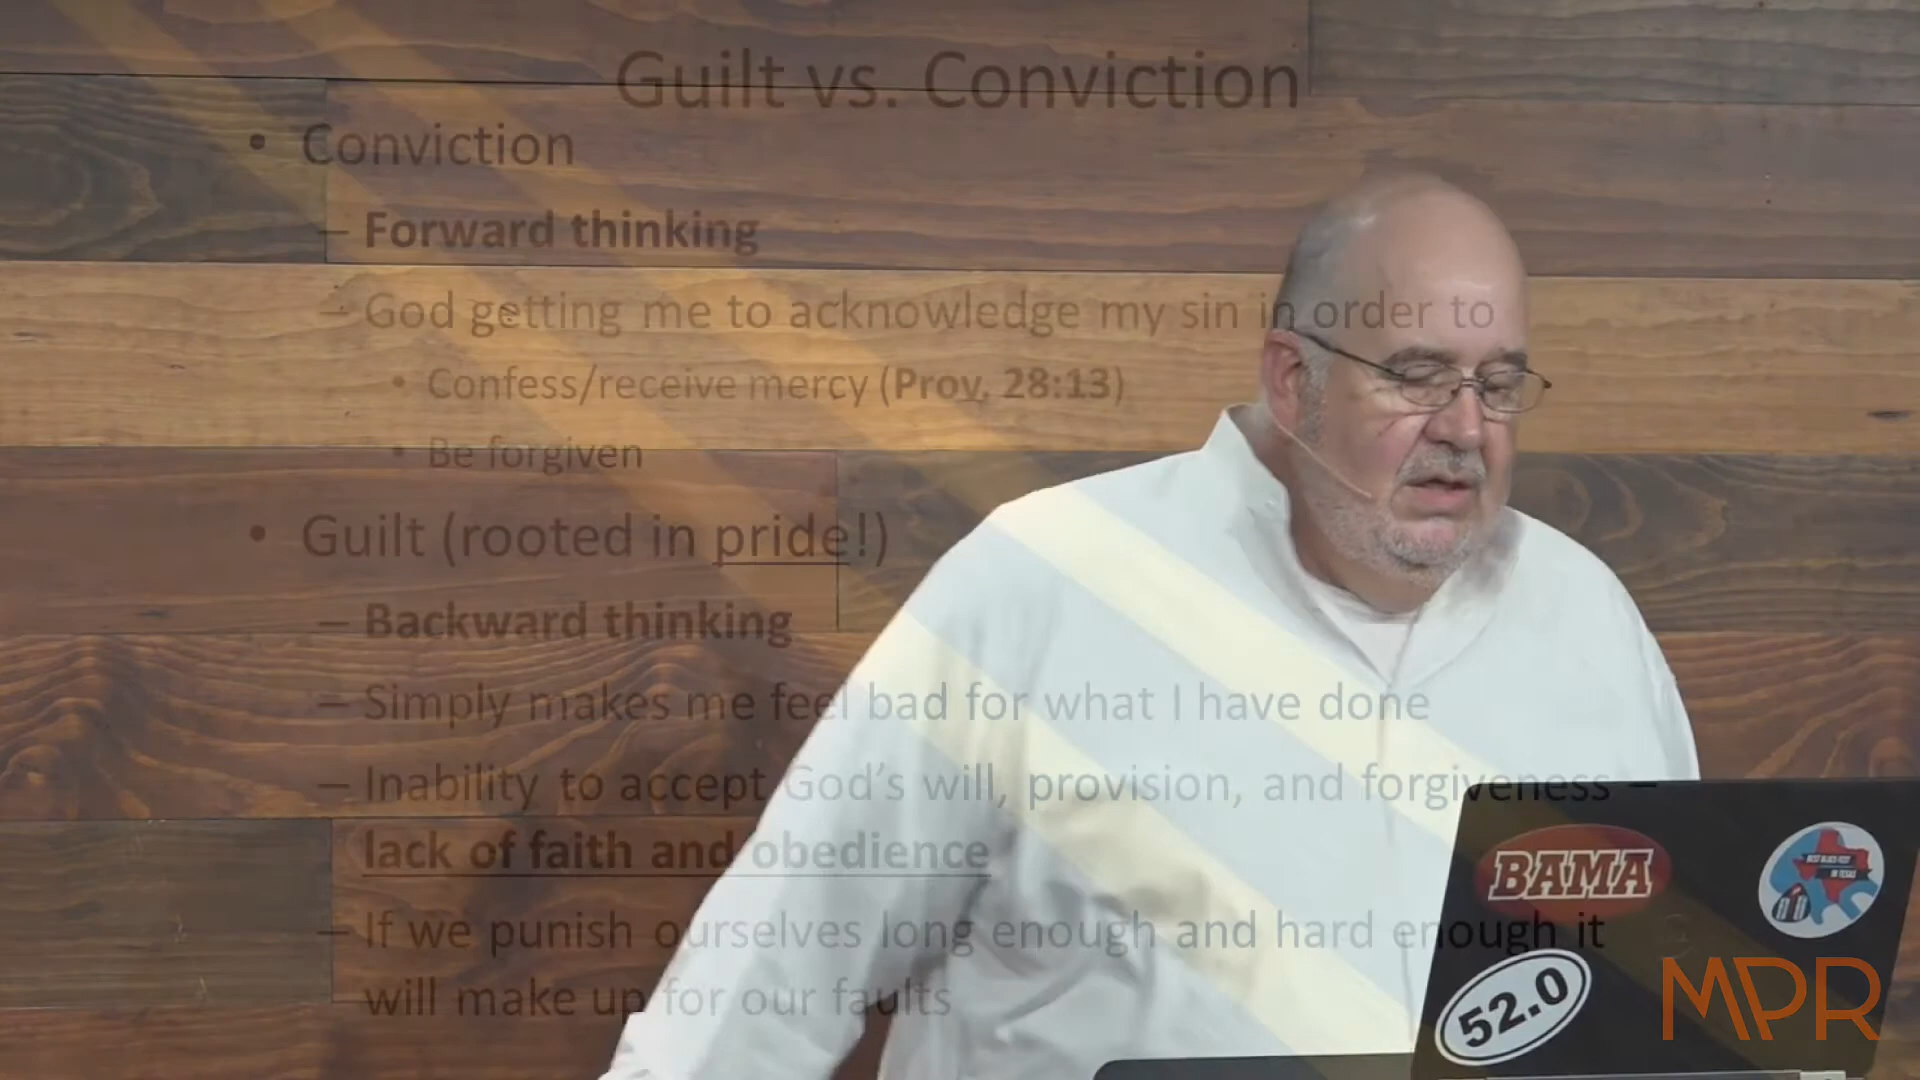 Guilt vs. Conviction
• Conviction
– Forward thinking
– God getting me to acknowledge my sin in order to
• Confess/receive mercy (Prov. 28:13)
• Be forgiven
• Guilt (rooted in pride!)
– Backward thinking
– Simply makes me feel bad for what I have done
– Inability to accept God's will, provision, and forgiveness –
lack of faith and obedience
– If we punish ourselves long enough and hard enough it
will make up for our faults
BAMA
52.0
MPR